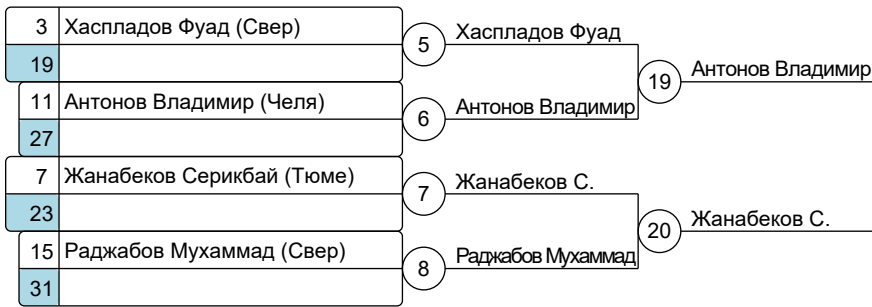 3 Хаспладов Фуад (Свер)
5 Хаспладов Фуад
19
19 Антонов Владимир
11 Антонов Владимир (Челя)
6 Антонов Владимир
27
7 Жанабеков Серикбай (Тюме)
7 Жанабеков С.
23
20 Жанабеков С.
15 Раджабов Мухаммад (Свер)
8 Раджабов Мухаммад
31